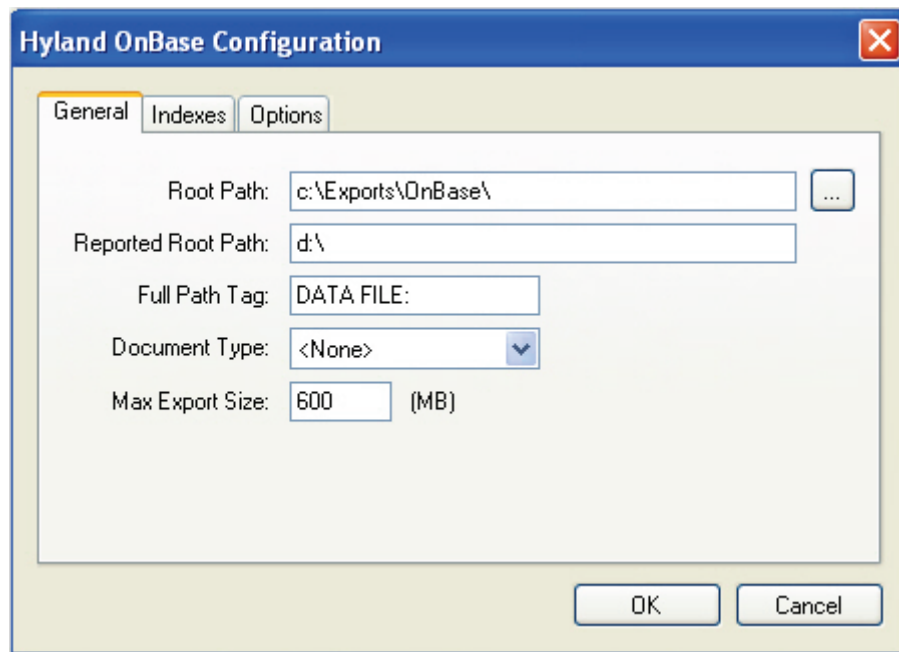 Hyland OnBase Configuration
General Indexes Options
Root Path: c:\Exports\OnBase\ ...
Reported Root Path: d:\
Full Path Tag: DATA FILE:
Document Type: <None>
Max Export Size: 600 (MB)
OK Cancel